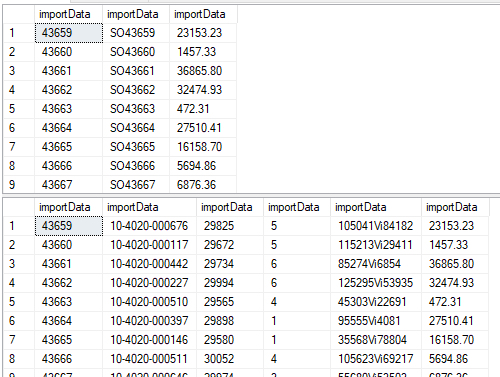 importData importData importData
1 43659 SO43659 23153.23
2 43660 SO43660 1457.33
3 43661 SO43661 36865.80
4 43662 SO43662 32474.93
5 43663 SO43663 472.31
6 43664 SO43664 27510.41
7 43665 SO43665 16158.70
8 43666 SO43666 5694.86
9 43667 SO43667 6876.36
importData importData importData importData importData importData
1 43659 10-4020-000676 29825 5 105041Vi84182 23153.23
2 43660 10-4020-000117 29672 5 115213Vi29411 1457.33
3 43661 10-4020-000442 29734 6 85274Vi6854 36865.80
4 43662 10-4020-000227 29994 6 125295Vi53935 32474.93
5 43663 10-4020-000510 29565 4 45303Vi22691 472.31
6 43664 10-4020-000397 29898 1 95555Vi4081 27510.41
7 43665 10-4020-000146 29580 1 35568Vi78804 16158.70
8 43666 10-4020-000511 30052 4 105623Vi69217 5694.86